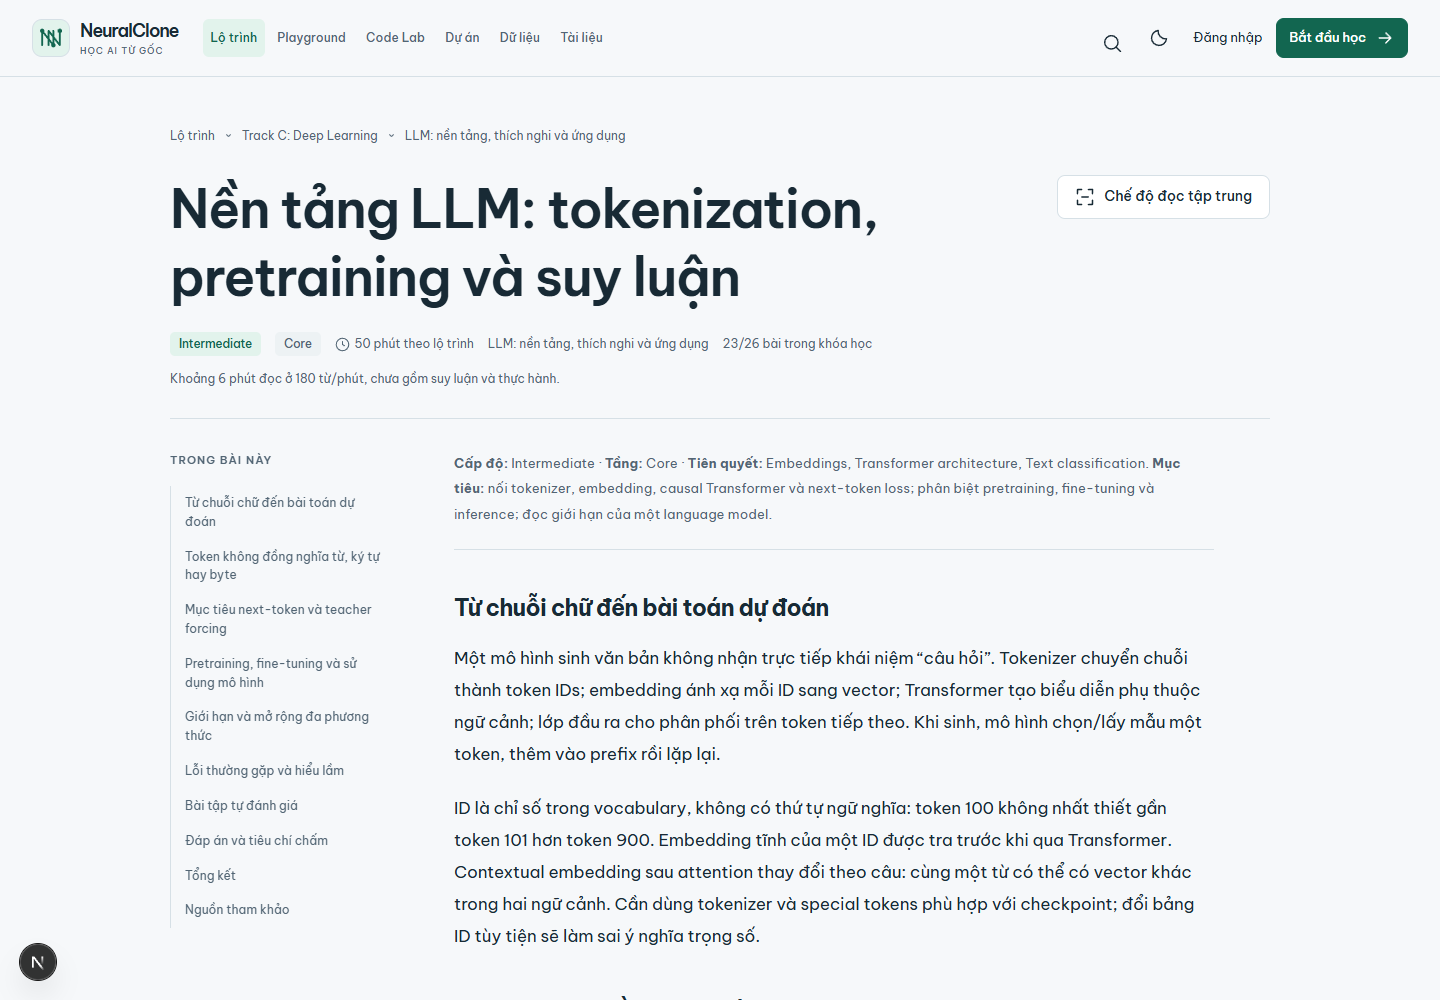 NeuralClone
HỌC AI TỪ GỐC
Lộ trình
Playground
Code Lab
Dự án
Dữ liệu
Tài liệu
Đăng nhập
Bắt đầu học
Lộ trình
Track C: Deep Learning
LLM: nền tảng, thích nghi và ứng dụng
Nền tảng LLM: tokenization,
pretraining và suy luận
Chế độ đọc tập trung
Intermediate
Core
50 phút theo lộ trình
LLM: nền tảng, thích nghi và ứng dụng
23/26 bài trong khóa học
Khoảng 6 phút đọc ở 180 từ/phút, chưa gồm suy luận và thực hành.
TRONG BÀI NÀY
Từ chuỗi chữ đến bài toán dự
đoán
Token không đồng nghĩa từ, ký tự
hay byte
Mục tiêu next-token và teacher
forcing
Pretraining, fine-tuning và sử
dụng mô hình
Giới hạn và mở rộng đa phương
thức
Lỗi thường gặp và hiểu lầm
Bài tập tự đánh giá
Đáp án và tiêu chí chấm
Tổng kết
Nguồn tham khảo
Cấp độ: Intermediate · Tầng: Core · Tiên quyết: Embeddings, Transformer architecture, Text classification. Mục
tiêu: nối tokenizer, embedding, causal Transformer và next-token loss; phân biệt pretraining, fine-tuning và
inference; đọc giới hạn của một language model.
Từ chuỗi chữ đến bài toán dự đoán
Một mô hình sinh văn bản không nhận trực tiếp khái niệm “câu hỏi”. Tokenizer chuyển chuỗi
thành token IDs; embedding ánh xạ mỗi ID sang vector; Transformer tạo biểu diễn phụ thuộc
ngữ cảnh; lớp đầu ra cho phân phối trên token tiếp theo. Khi sinh, mô hình chọn/lấy mẫu một
token, thêm vào prefix rồi lặp lại.
ID là chỉ số trong vocabulary, không có thứ tự ngữ nghĩa: token 100 không nhất thiết gần
token 101 hơn token 900. Embedding tĩnh của một ID được tra trước khi qua Transformer.
Contextual embedding sau attention thay đổi theo câu: cùng một từ có thể có vector khác
trong hai ngữ cảnh. Cần dùng tokenizer và special tokens phù hợp với checkpoint; đổi bảng
ID tùy tiện sẽ làm sai ý nghĩa trọng số.